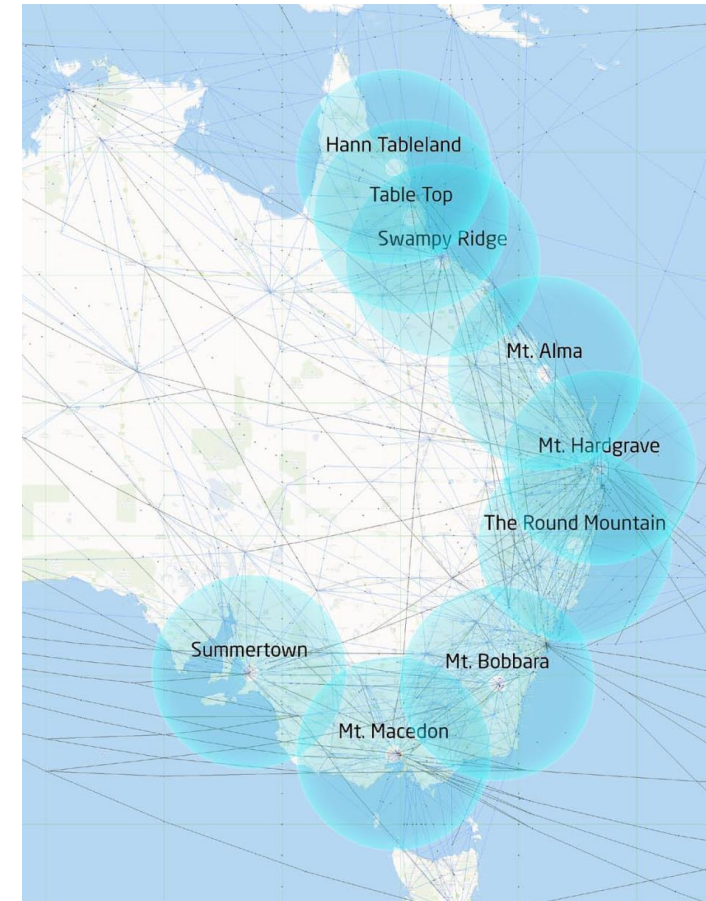 Hann Tableland
Table Top
Swampy Ridge
Mt. Alma
Mt. Hardgrave
The Round Mountain
Summertown
Mt. Bobbara
Mt. Macedon